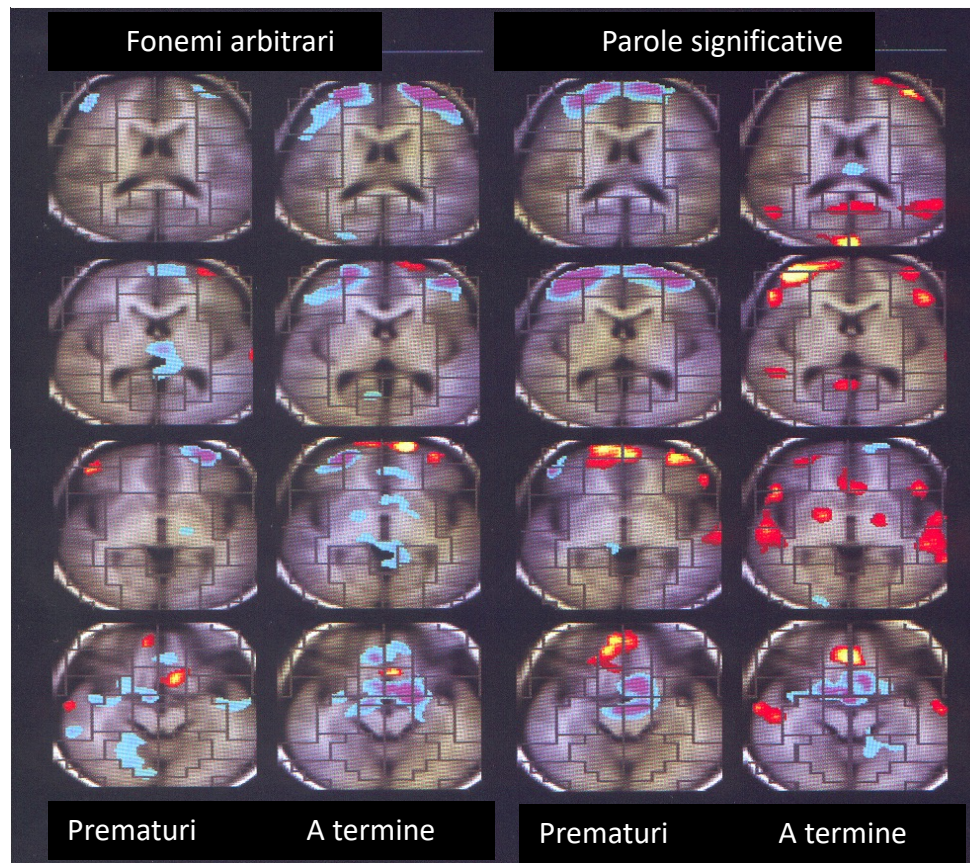 Fonemi arbitrari
Parole significative
Prematuri
A termine
Prematuri
A termine